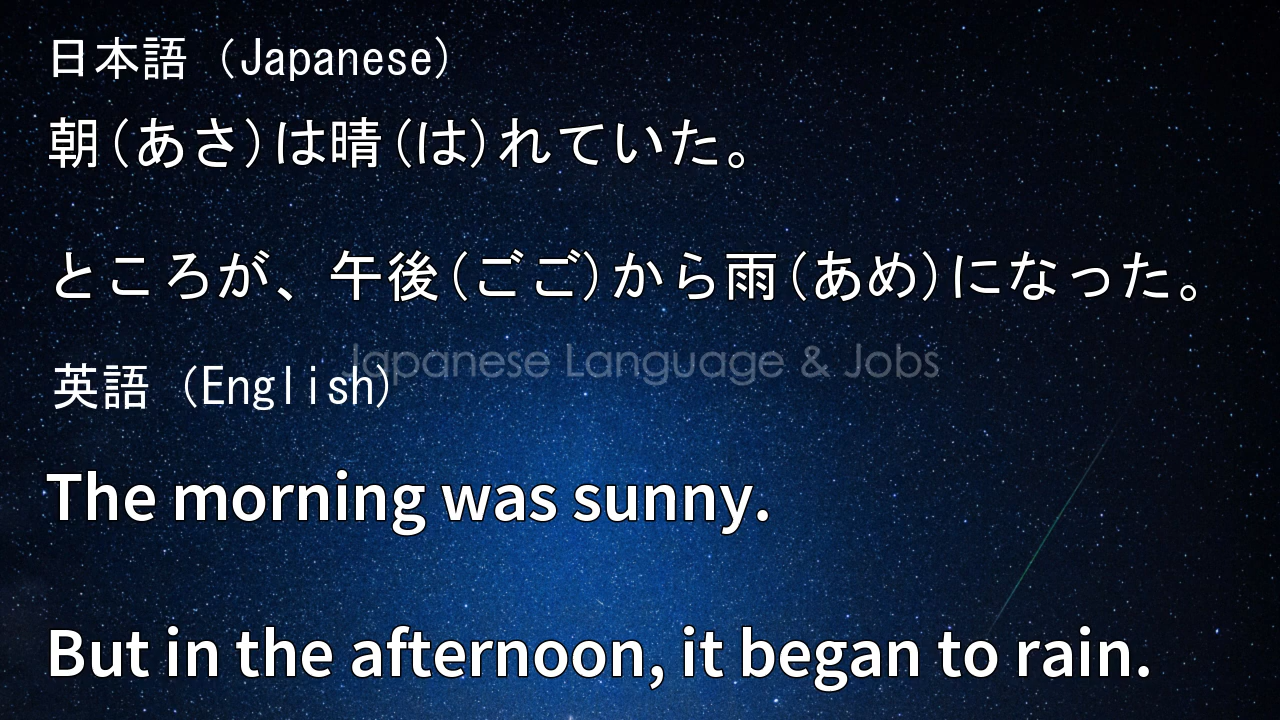 日本語 (Japanese)
朝(あさ)は晴(は)れていた。
ところが、午後(ごご)から雨(あめ)になった。
Japanese Language & Jobs
英語 (English)
The morning was sunny.
But in the afternoon, it began to rain.